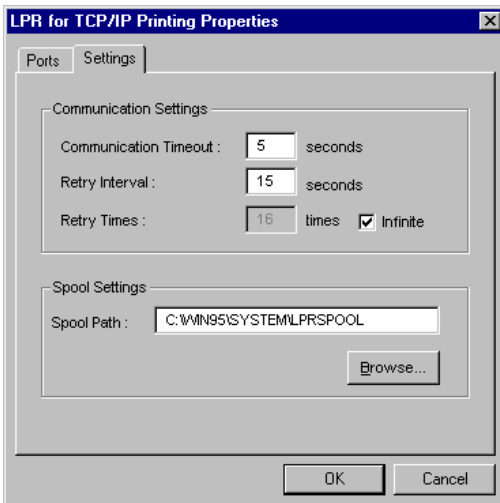 LPR for TCP/IP Printing Properties
Ports Settings
Communication Settings
Communication Timeout : 5 seconds
Retry Interval : 15 seconds
Retry Times : 16 times Infinite
Spool Settings
Spool Path : C:\WIN95\SYSTEM\LPRSPOOL
Browse...
OK Cancel